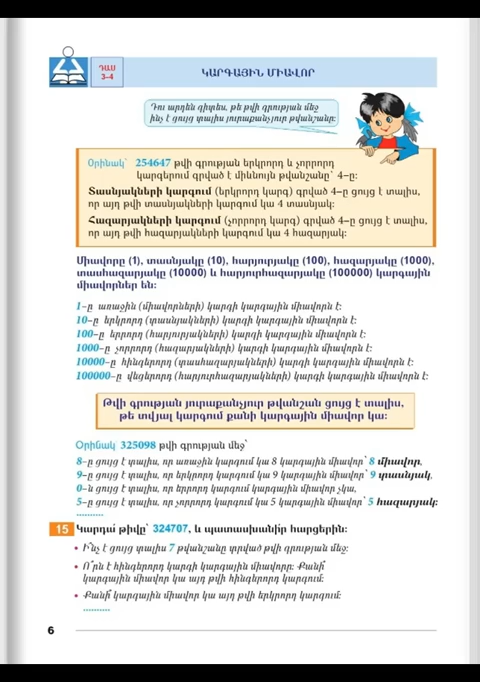 ԴԱՍ
3–4
ԿԱՐԳԱՅԻՆ ՄԻԱՎՈՐ
Դու արդեն գիտես, թե թվի գրության մեջ
ինչ է ցույց տալիս յուրաքանչյուր թվանշանը:
Օրինակ՝ 254647 թվի գրության երկրորդ և չորրորդ
կարգերում գրված է միևնույն թվանշանը՝ 4–ը:
Տասնյակների կարգում (երկրորդ կարգ) գրված 4–ը ցույց է տալիս,
որ այդ թվի տասնյակների կարգում կա 4 տասնյակ:
Հազարյակների կարգում (չորրորդ կարգ) գրված 4–ը ցույց է տալիս,
որ այդ թվի հազարյակների կարգում կա 4 հազարյակ:
Միավորը (1), տասնյակը (10), հարյուրյակը (100), հազարյակը (1000),
տասհազարյակը (10000) և հարյուրհազարյակը (100000) կարգային
միավորներ են:
1–ը առաջին (միավորների) կարգի կարգային միավորն է:
10–ը երկրորդ (տասնյակների) կարգի կարգային միավորն է:
100–ը երրորդ (հարյուրյակների) կարգի կարգային միավորն է:
1000–ը չորրորդ (հազարյակների) կարգի կարգային միավորն է:
10000–ը հինգերորդ (տասհազարյակների) կարգի կարգային միավորն է:
100000–ը վեցերորդ (հարյուրհազարյակների) կարգի կարգային միավորն է:
Թվի գրության յուրաքանչյուր թվանշան ցույց է տալիս,
թե տվյալ կարգում քանի կարգային միավոր կա:
Օրինակ 325098 թվի գրության մեջ՝
8–ը ցույց է տալիս, որ առաջին կարգում կա 8 կարգային միավոր՝ 8 միավոր,
9–ը ցույց է տալիս, որ երկրորդ կարգում կա 9 կարգային միավոր՝ 9 տասնյակ,
0–ն ցույց է տալիս, որ երրորդ կարգում կարգային միավոր չկա,
5–ը ցույց է տալիս, որ չորրորդ կարգում կա 5 կարգային միավոր՝ 5 հազարյակ:
..........
15 Կարդա՛ թիվը՝ 324707, և պատասխանի՛ր հարցերին:
• Ի՞նչ է ցույց տալիս 7 թվանշանը տրված թվի գրության մեջ:
• Ո՞րն է հինգերորդ կարգի կարգային միավորը: Քանի՞
կարգային միավոր կա այդ թվի հինգերորդ կարգում:
• Քանի՞ կարգային միավոր կա այդ թվի երկրորդ կարգում:
..........
6